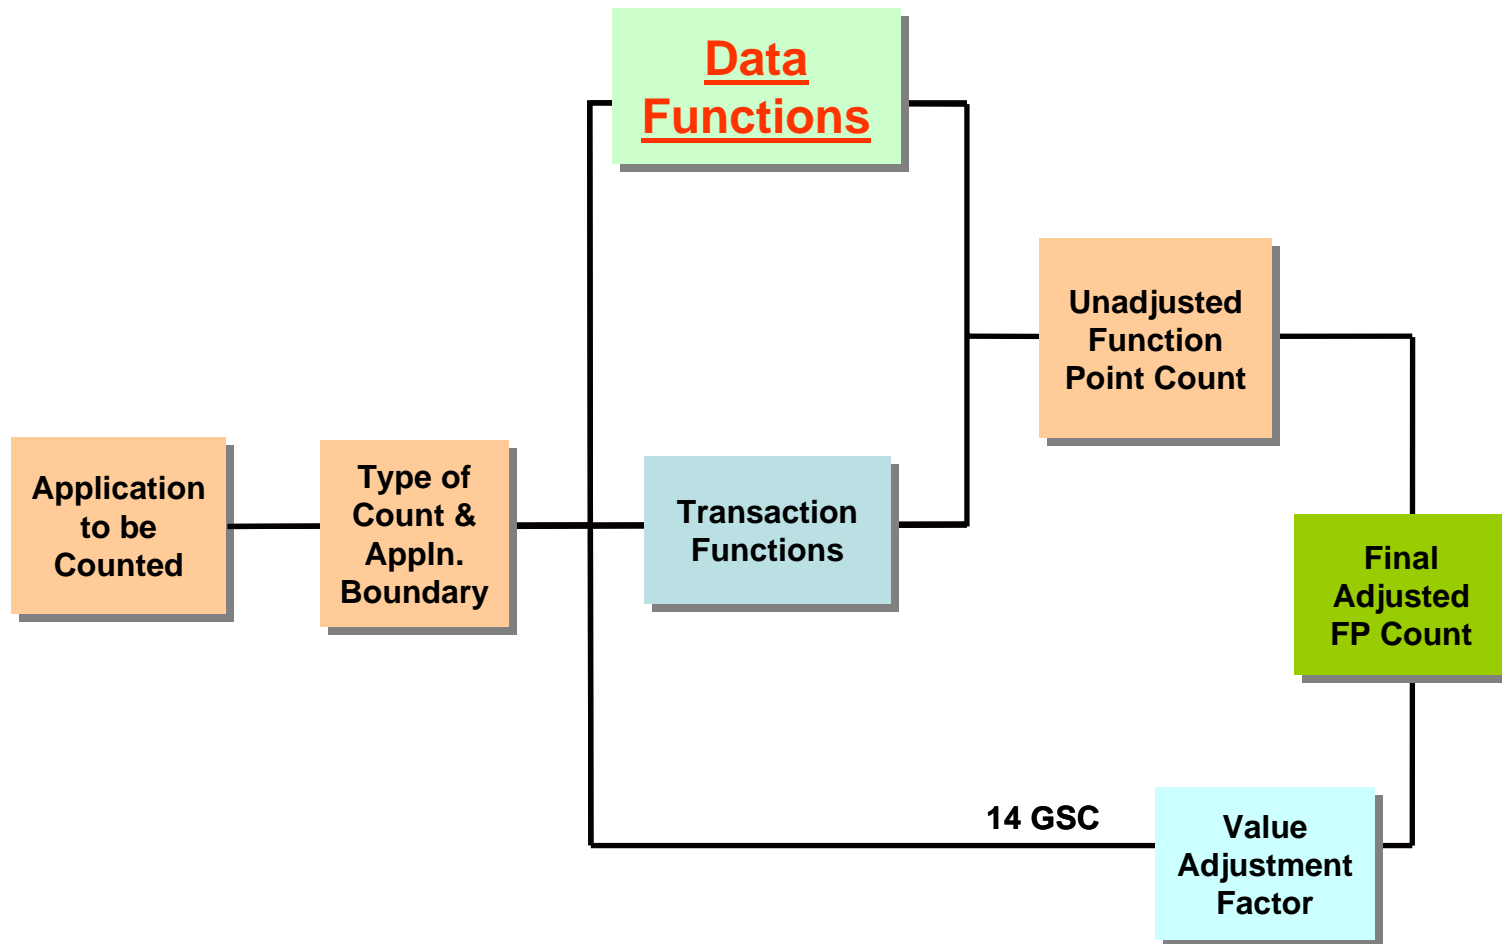 Data
Functions
Unadjusted
Function
Point Count
Application
to be
Counted
Type of
Count &
Appln.
Boundary
Transaction
Functions
Final
Adjusted
FP Count
14 GSC
Value
Adjustment
Factor